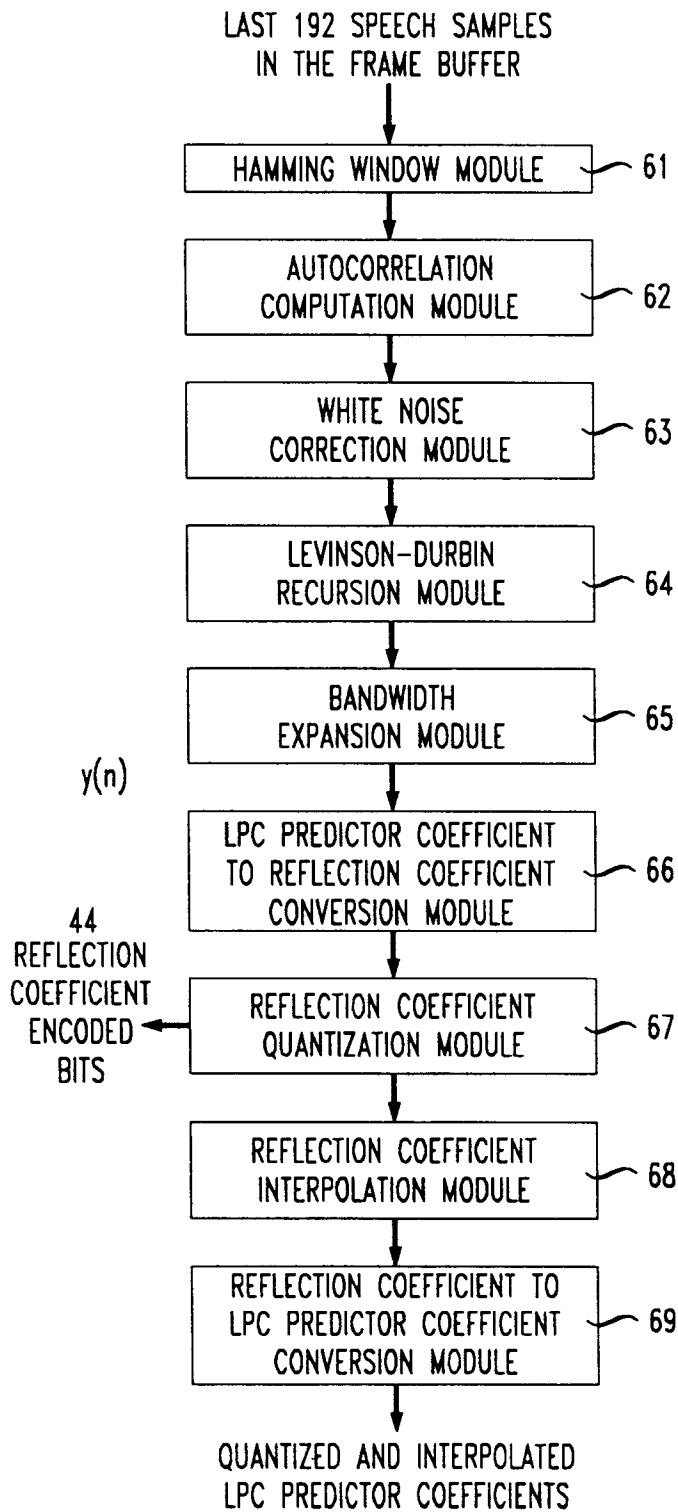 LAST 192 SPEECH SAMPLES
IN THE FRAME BUFFER
HAMMING WINDOW MODULE
61
AUTOCORRELATION
COMPUTATION MODULE
62
WHITE NOISE
CORRECTION MODULE
63
LEVINSON-DURBIN
RECURSION MODULE
64
BANDWIDTH
EXPANSION MODULE
65
y(n)
LPC PREDICTOR COEFFICIENT
TO REFLECTION COEFFICIENT
CONVERSION MODULE
66
44
REFLECTION
COEFFICIENT
ENCODED
BITS
REFLECTION COEFFICIENT
QUANTIZATION MODULE
67
REFLECTION COEFFICIENT
INTERPOLATION MODULE
68
REFLECTION COEFFICIENT TO
LPC PREDICTOR COEFFICIENT
CONVERSION MODULE
69
QUANTIZED AND INTERPOLATED
LPC PREDICTOR COEFFICIENTS